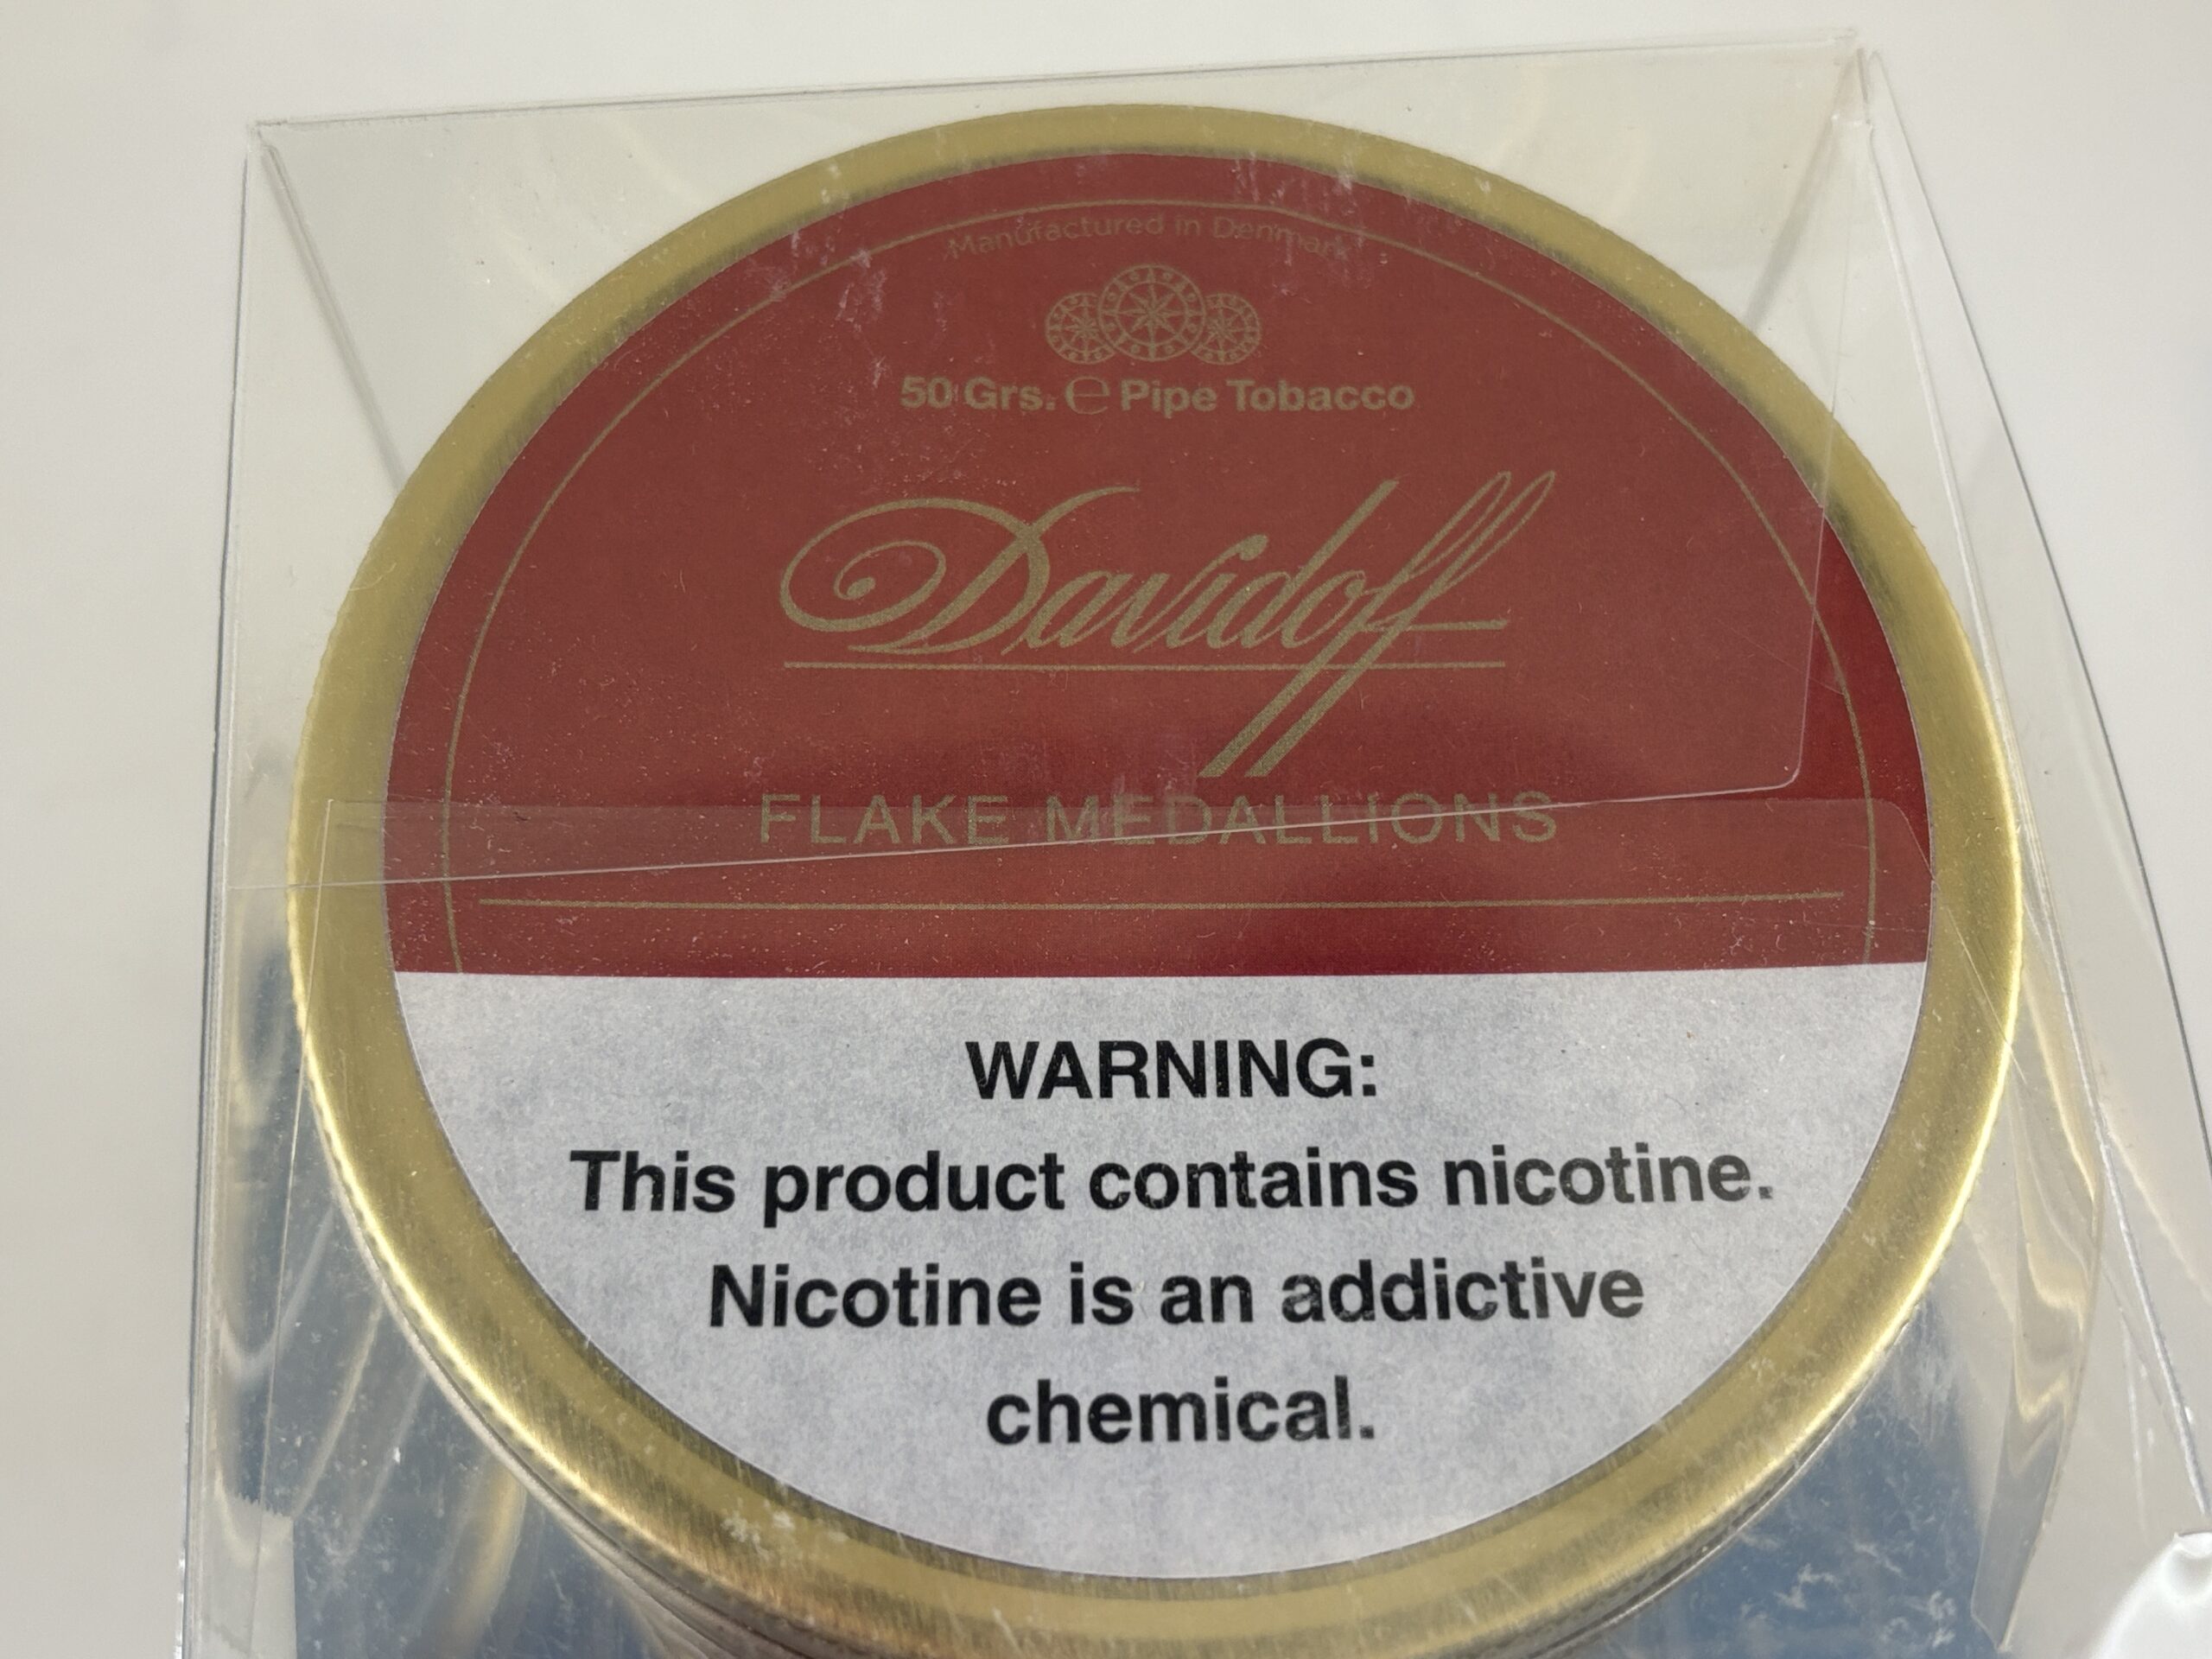 Manufactured in Denmark
50 Grs. ℮ Pipe Tobacco
Davidoff
FLAKE MEDALLIONS
WARNING:
This product contains nicotine.
Nicotine is an addictive
chemical.